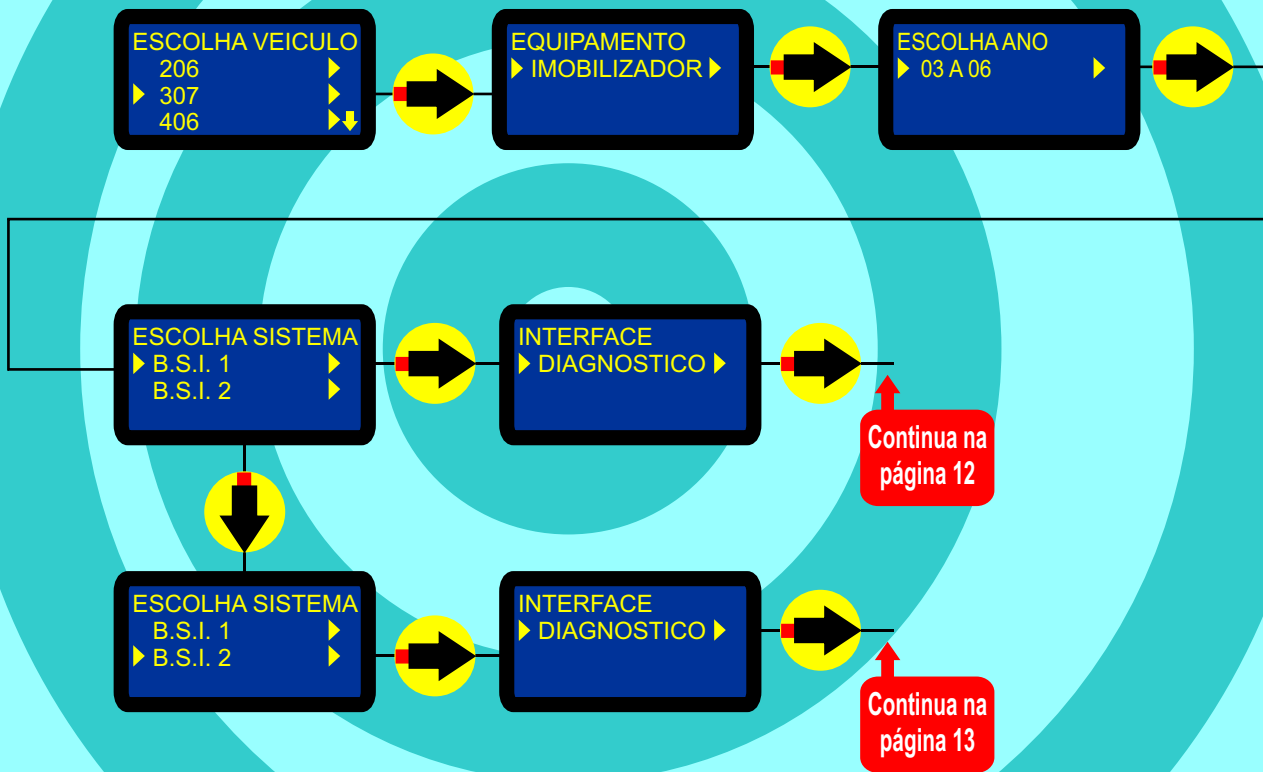 ESCOLHA VEICULO
206
307
406
EQUIPAMENTO
IMOBILIZADOR
ESCOLHA ANO
03 A 06
ESCOLHA SISTEMA
B.S.I. 1
B.S.I. 2
INTERFACE
DIAGNOSTICO
Continua na
página 12
ESCOLHA SISTEMA
B.S.I. 1
B.S.I. 2
INTERFACE
DIAGNOSTICO
Continua na
página 13